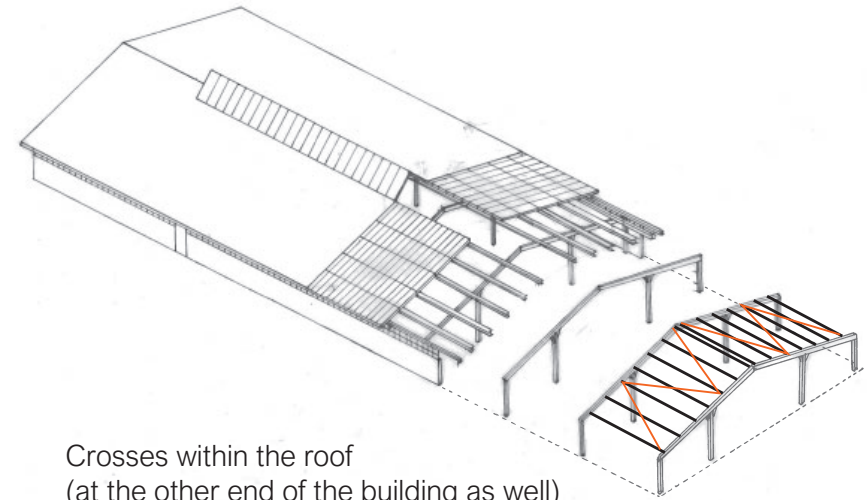 Crosses within the roof
(at the other end of the building as well)